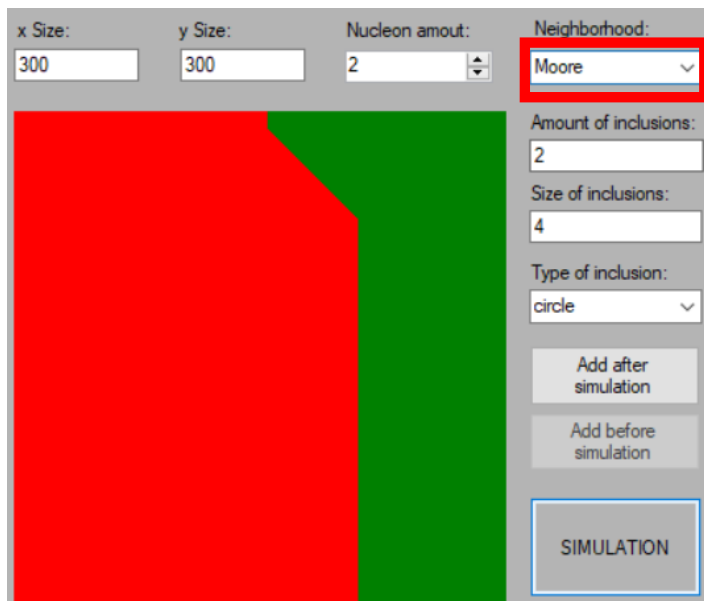 x Size:
y Size:
Nucleon amout:
Neighborhood:
300
300
2
Moore
Amount of inclusions:
2
Size of inclusions:
4
Type of inclusion:
circle
Add after
simulation
Add before
simulation
SIMULATION